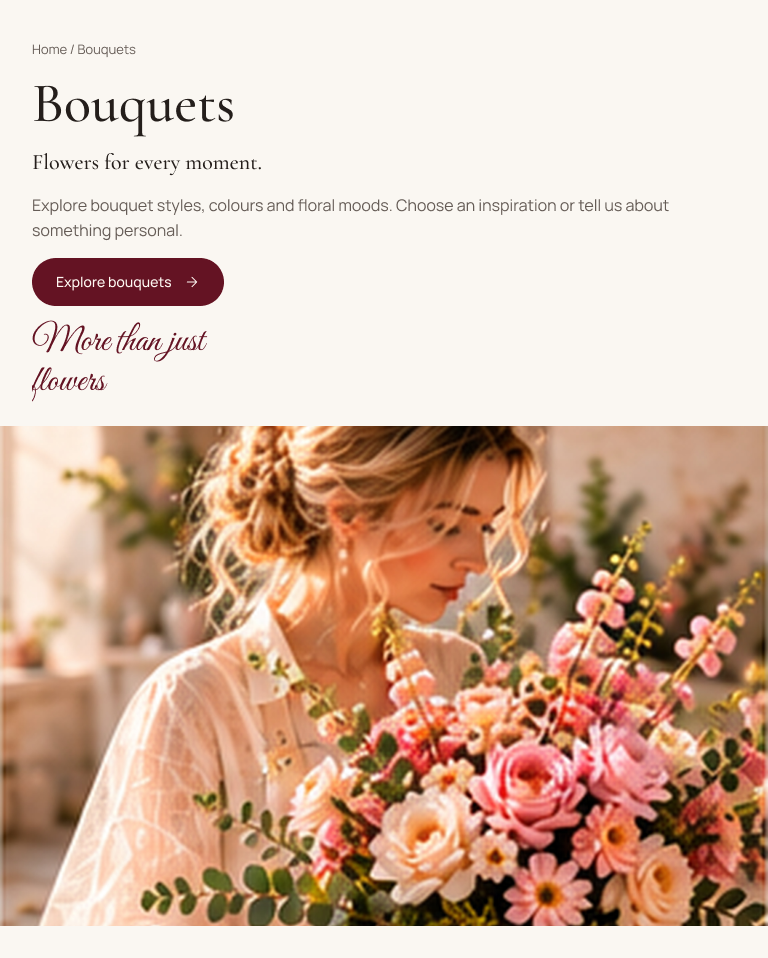 Home / Bouquets
Bouquets
Flowers for every moment.
Explore bouquet styles, colours and floral moods. Choose an inspiration or tell us about
something personal.
Explore bouquets →
More than just
flowers